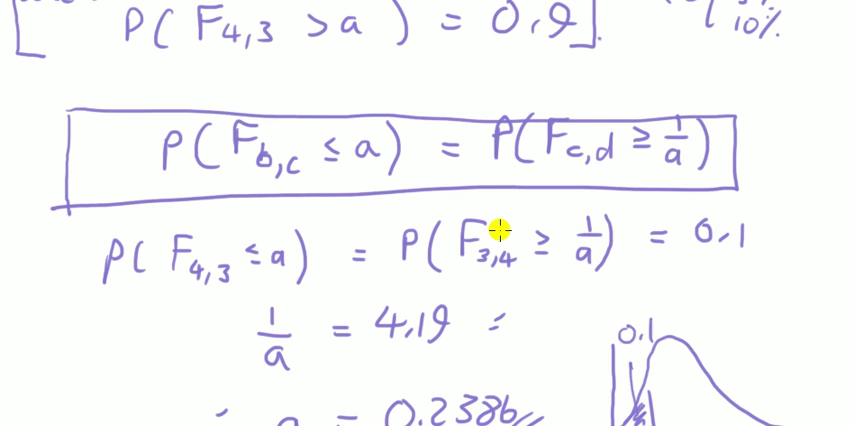 P( F4,3 > a ) = 0.9]. 10%
P( Fb,c ≤ a) = P( Fc,d ≥ 1/a )
P( F4,3 ≤ a) = P( F3,4 ≥ 1/a) = 0.1
1/a = 4.19
0.1
a = 0.2386